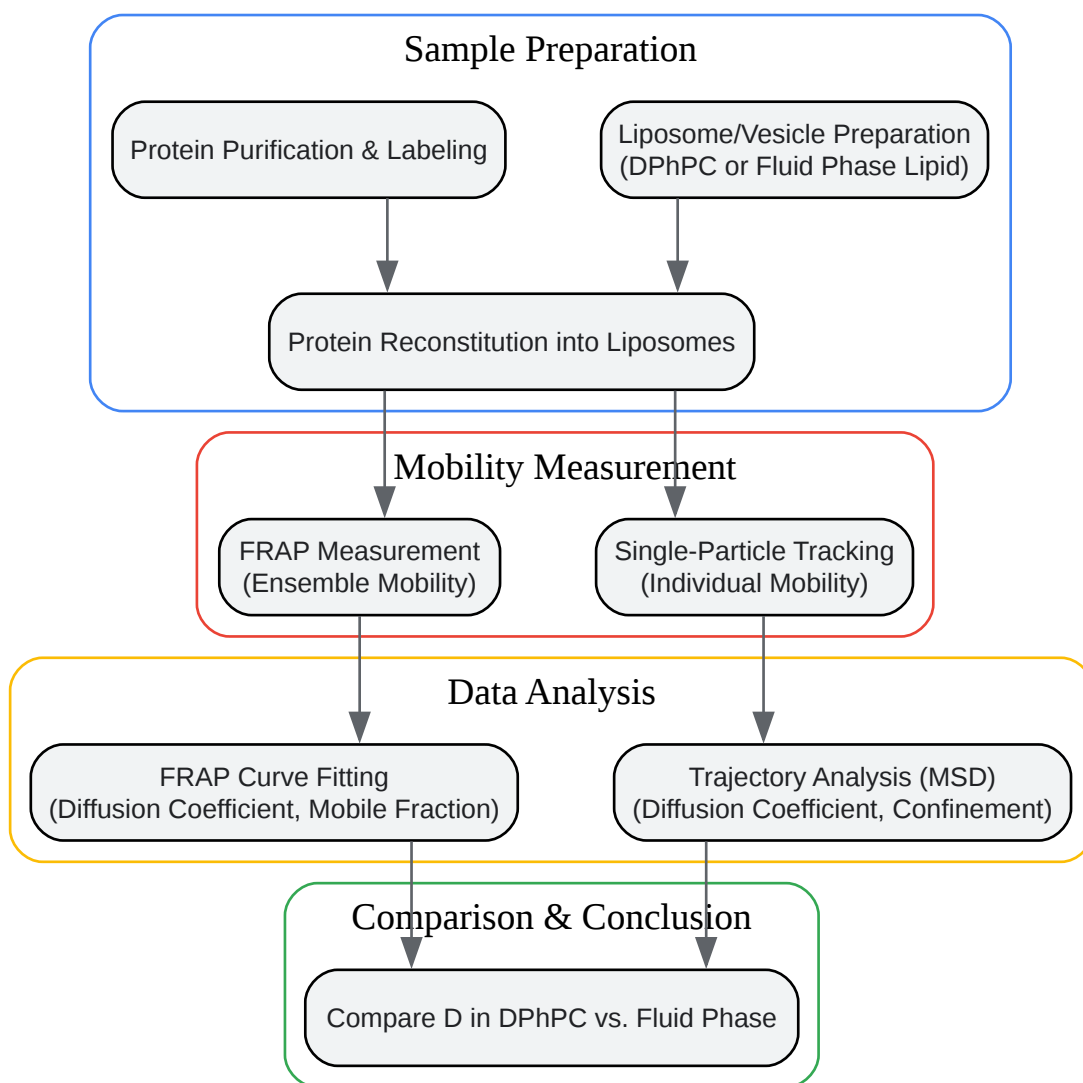 Sample Preparation
Protein Purification & Labeling
Liposome/Vesicle Preparation
(DPhPC or Fluid Phase Lipid)
Protein Reconstitution into Liposomes
Mobility Measurement
FRAP Measurement
(Ensemble Mobility)
Single-Particle Tracking
(Individual Mobility)
Data Analysis
FRAP Curve Fitting
(Diffusion Coefficient, Mobile Fraction)
Trajectory Analysis (MSD)
(Diffusion Coefficient, Confinement)
Comparison & Conclusion
Compare D in DPhPC vs. Fluid Phase